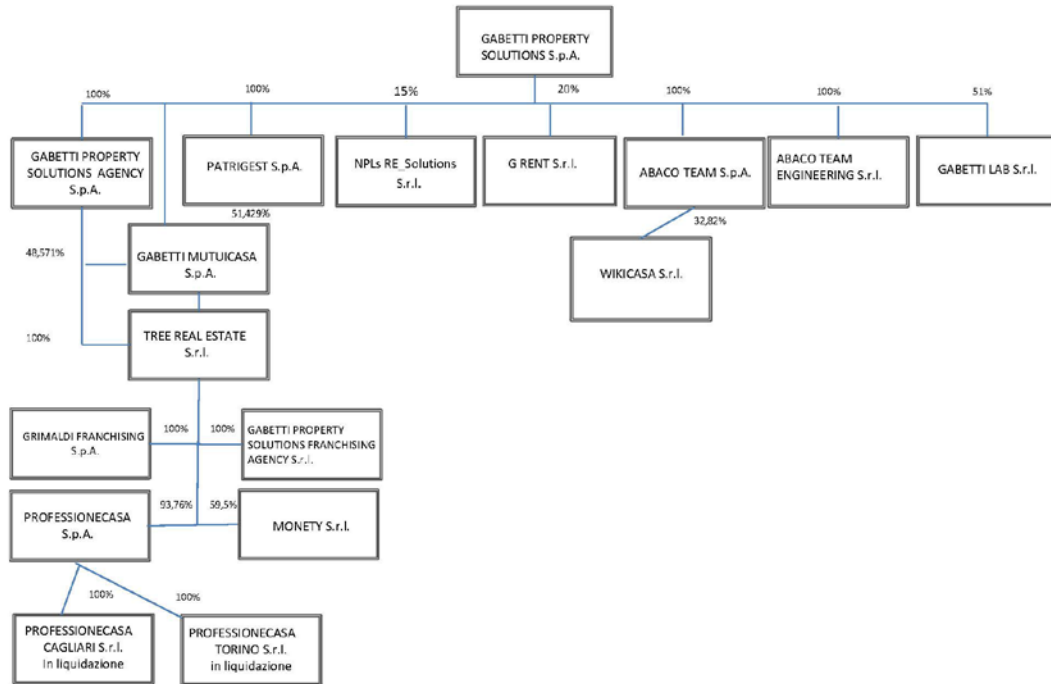 GABETTI PROPERTY
SOLUTIONS S.p.A.
100%
100%
15%
20%
100%
100%
51%
GABETTI PROPERTY
SOLUTIONS AGENCY
S.p.A.
PATRIGEST S.p.A.
NPLs RE_Solutions
S.r.l.
G RENT S.r.l.
ABACO TEAM S.p.A.
ABACO TEAM
ENGINEERING S.r.l.
GABETTI LAB S.r.l.
51,429%
32,82%
48,571%
GABETTI MUTUICASA
S.p.A.
WIKICASA S.r.l.
100%
TREE REAL ESTATE
S.r.l.
GRIMALDI FRANCHISING
S.p.A.
100%
100%
GABETTI PROPERTY
SOLUTIONS FRANCHISING
AGENCY S.r.l.
93,76%
59,5%
PROFESSIONECASA
S.p.A.
MONETY S.r.l.
100%
100%
PROFESSIONECASA
CAGLIARI S.r.l.
In liquidazione
PROFESSIONECASA
TORINO S.r.l.
in liquidazione